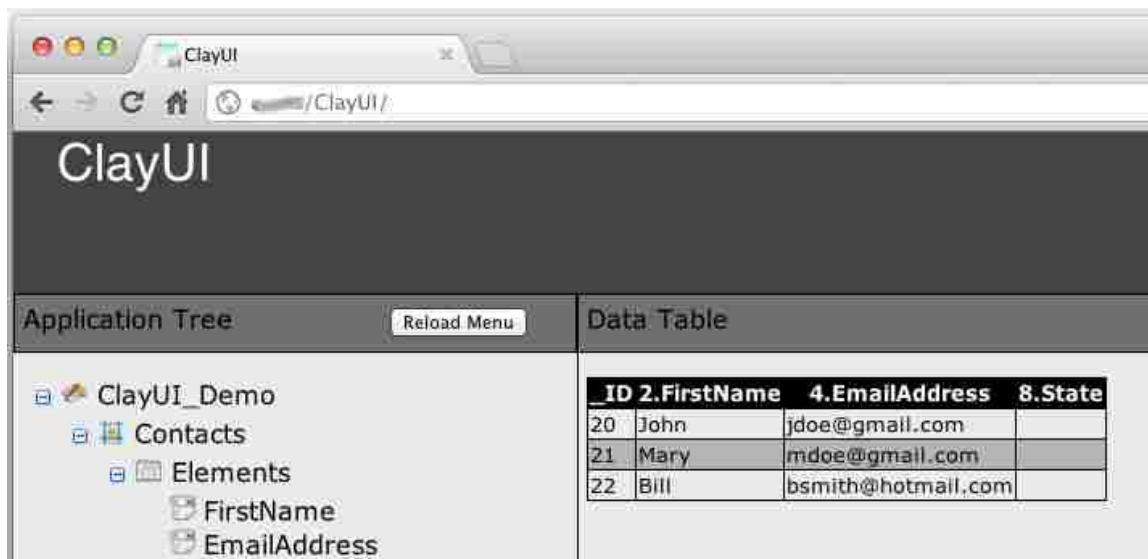 ClayUI
/ClayUI/
ClayUI
Application Tree
Reload Menu
Data Table
ClayUI_Demo
Contacts
Elements
FirstName
EmailAddress
_ID 2.FirstName 4.EmailAddress 8.State
20 John jdoe@gmail.com
21 Mary mdoe@gmail.com
22 Bill bsmith@hotmail.com